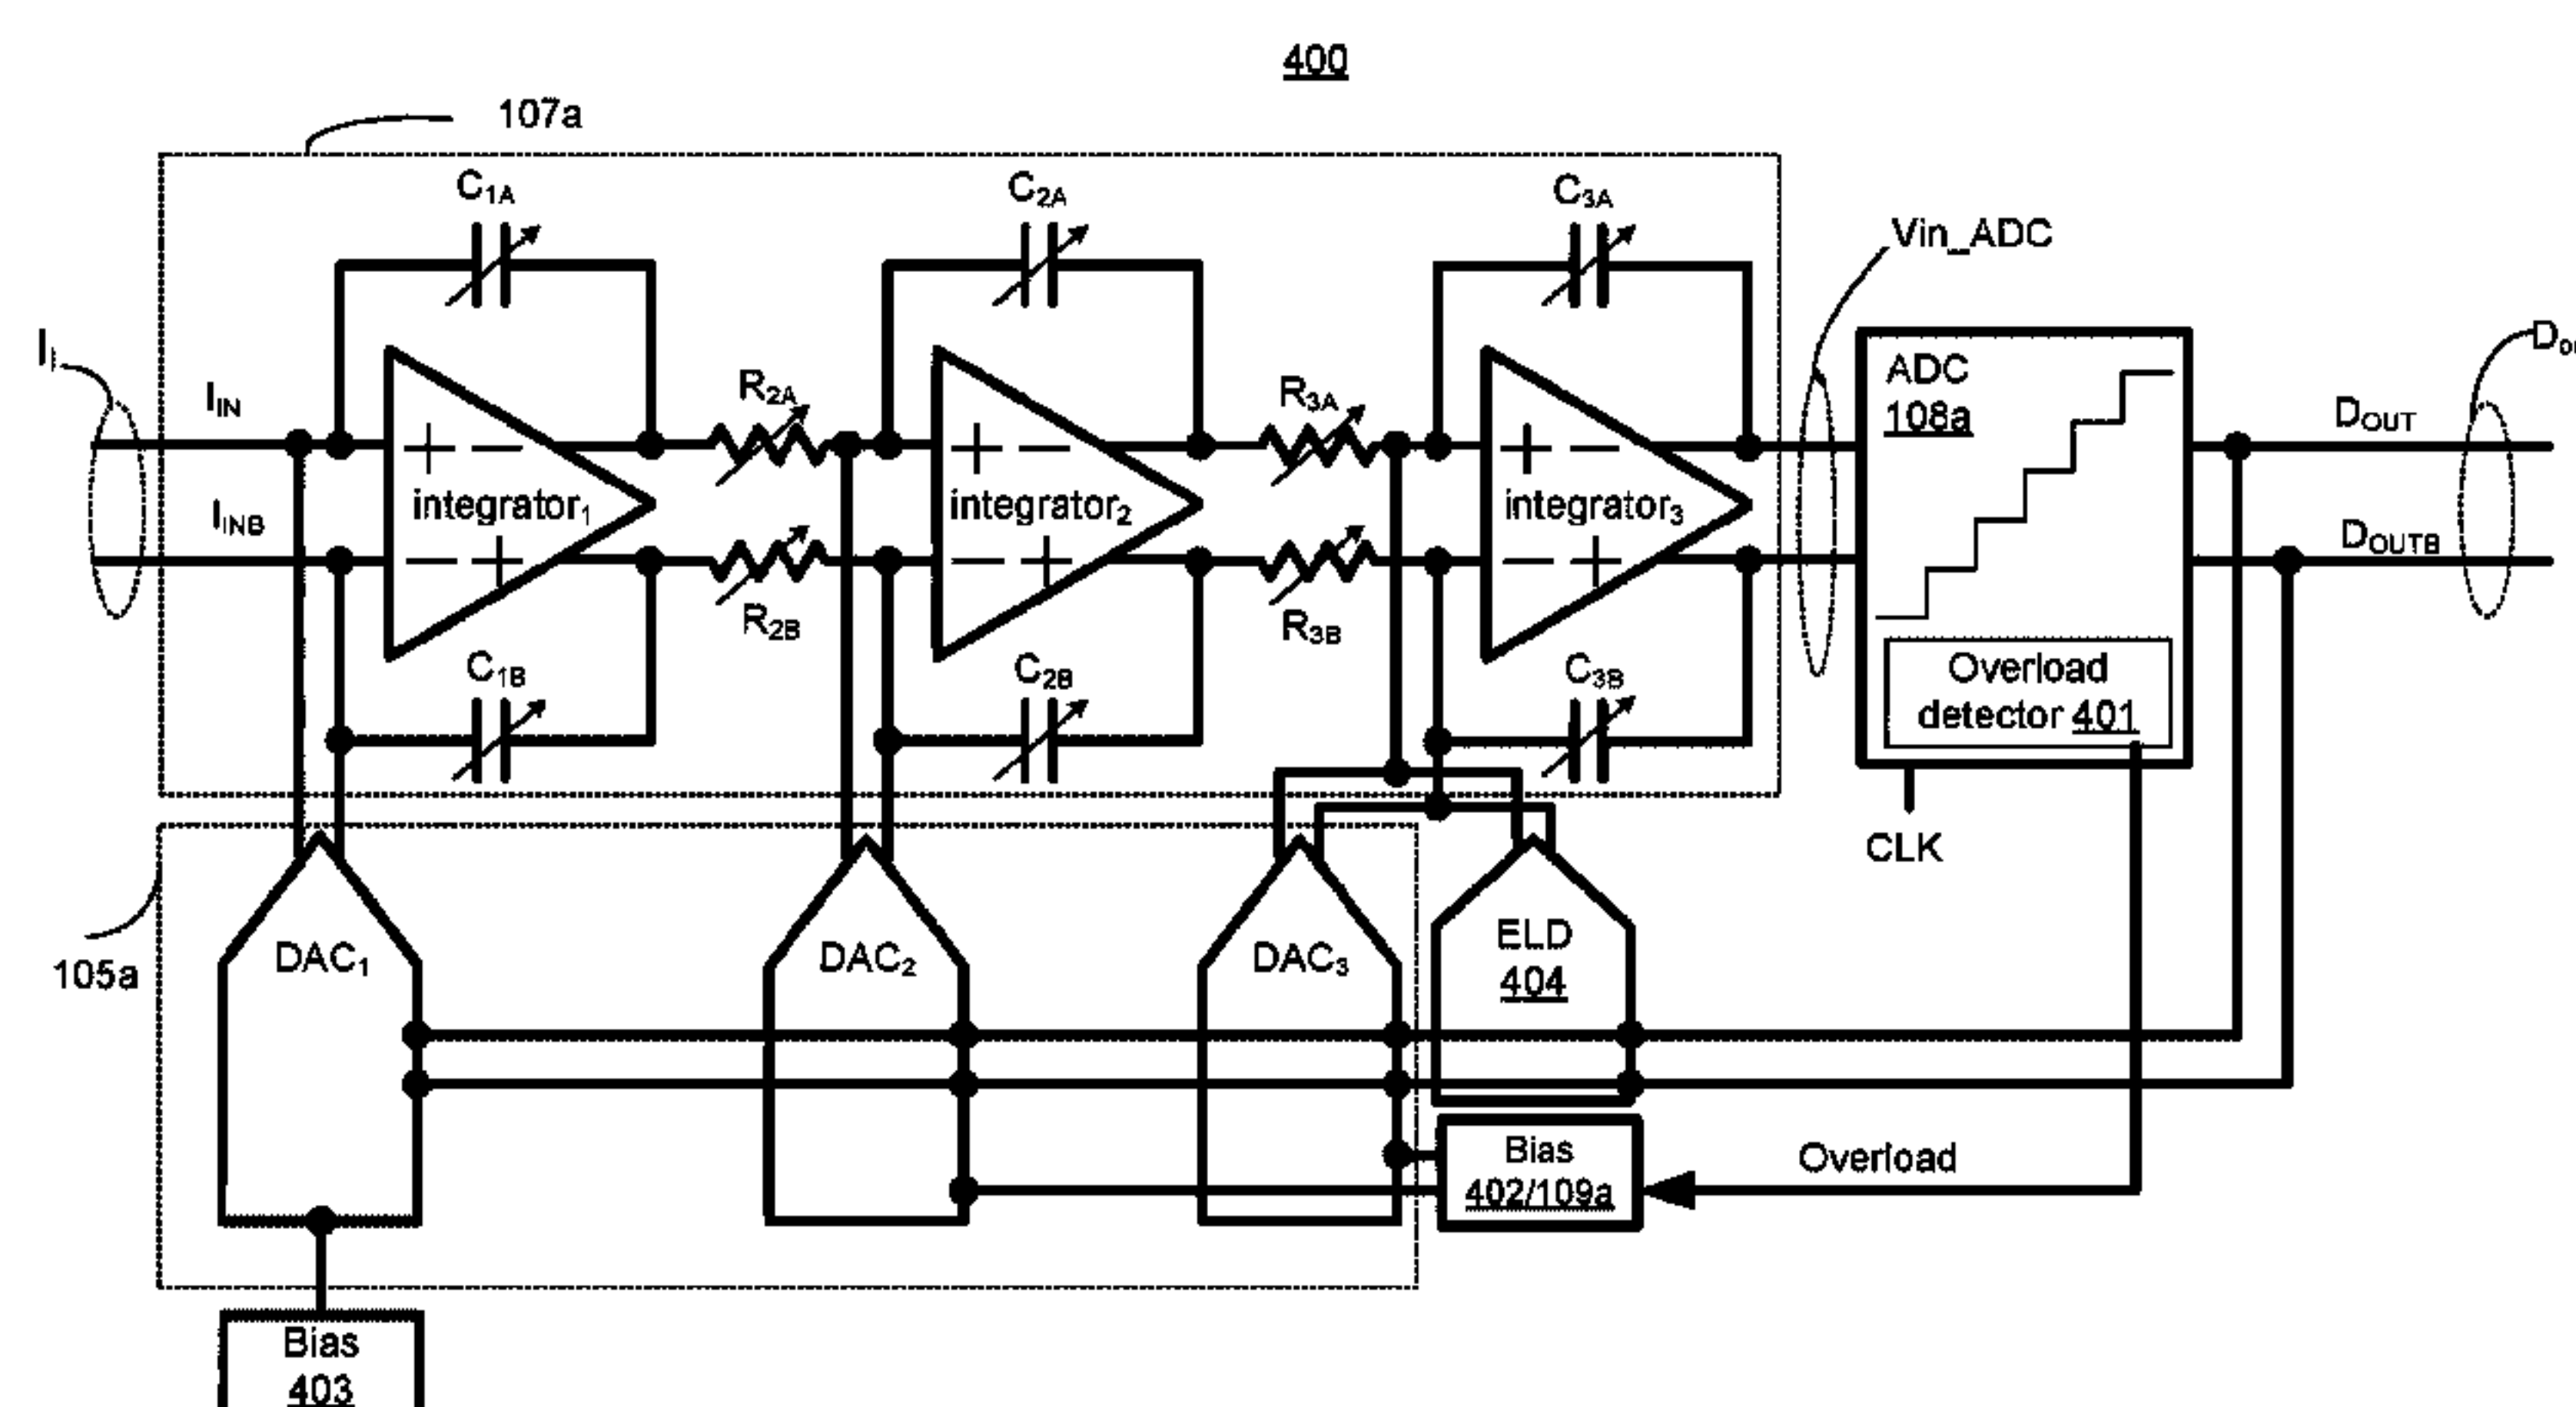 400
107a
C1A
C2A
C3A
Vin_ADC
IIN
R2A
R3A
ADC
108a
DOUT
integrator1
integrator2
integrator3
IINB
DOUTB
R2B
R3B
C1B
C2B
C3B
Overload
detector 401
CLK
105a
DAC1
DAC2
DAC3
ELD
404
Bias
402/109a
Overload
Bias
403